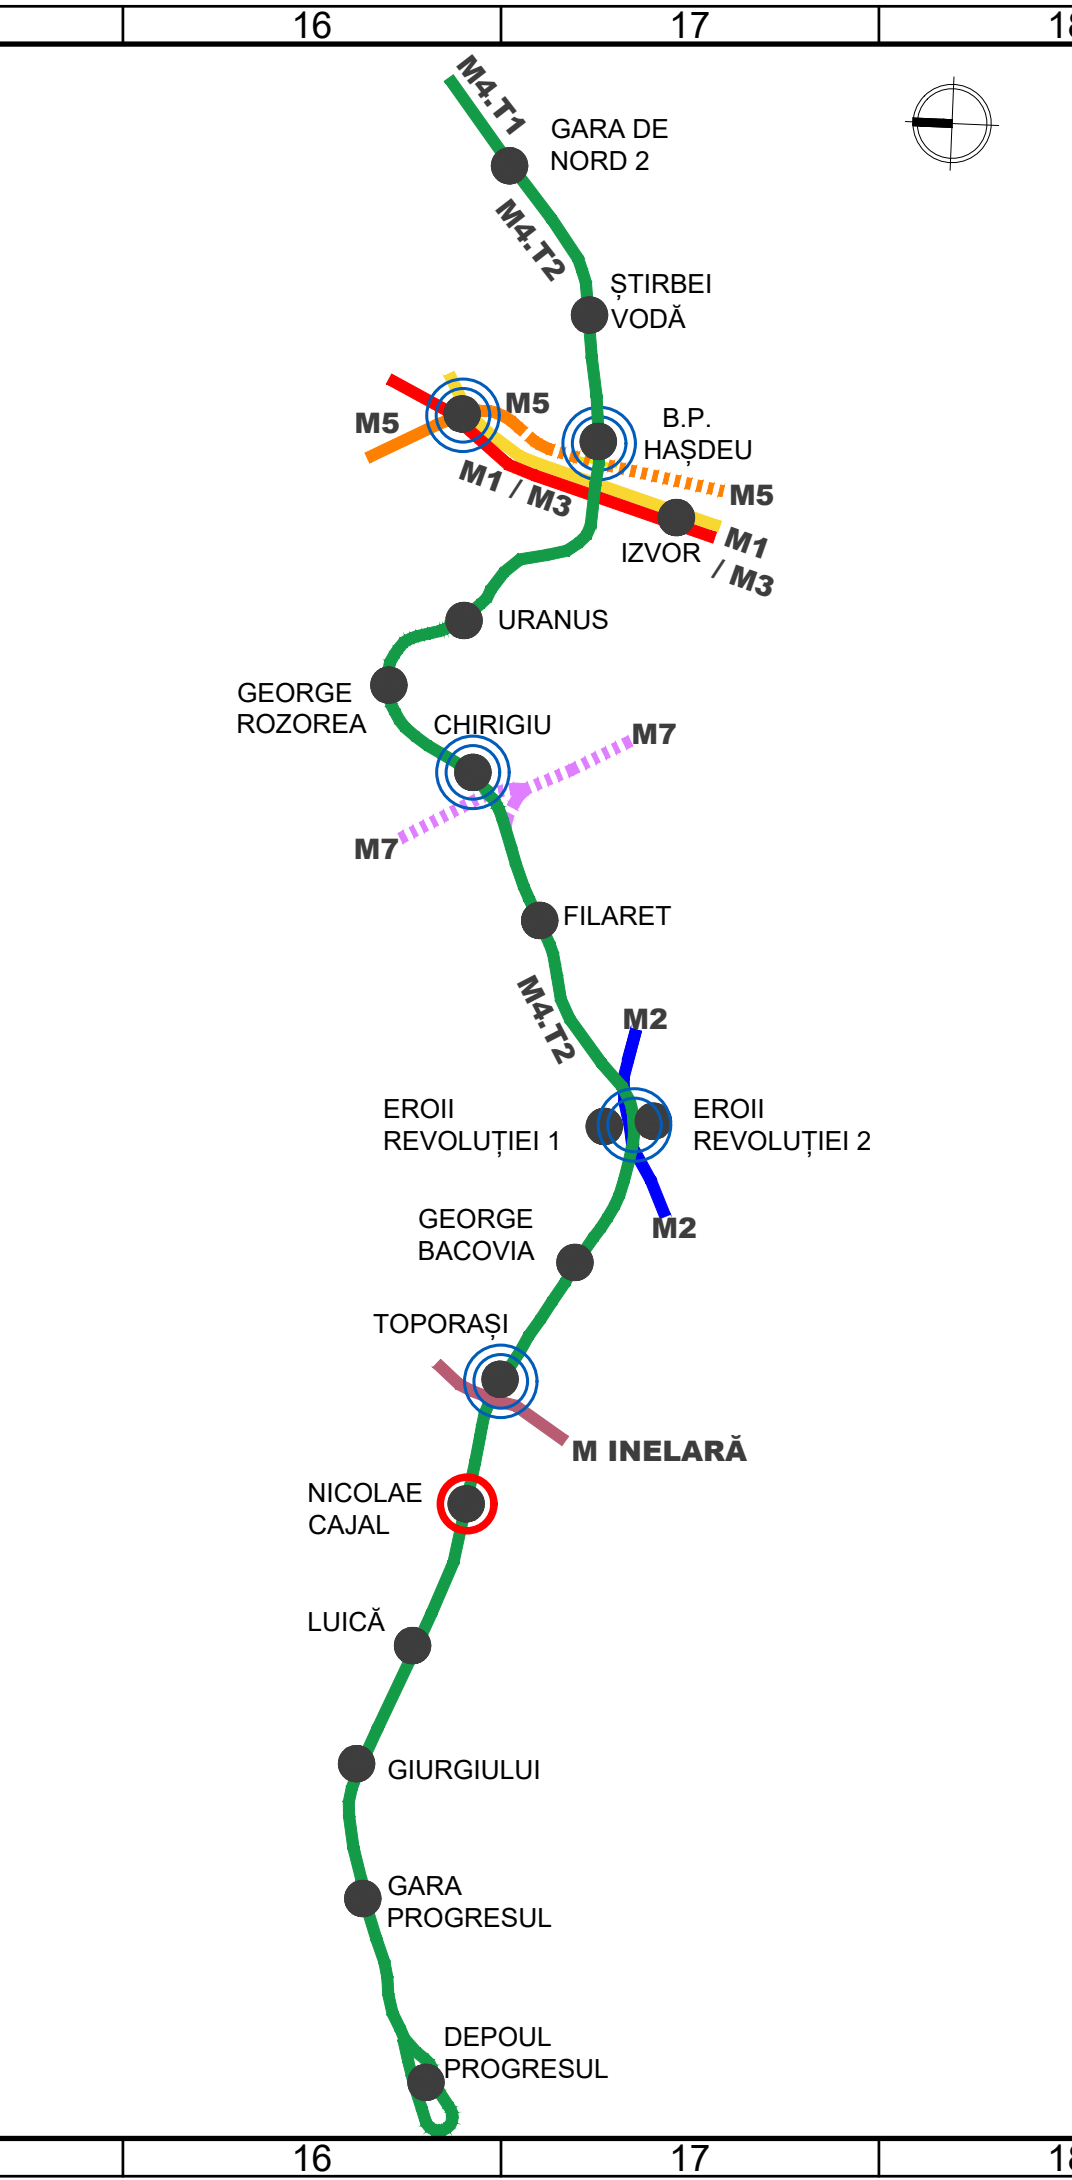 16
17
18
M4.T1
GARA DE
NORD 2
M4.T2
ȘTIRBEI
VODĂ
M5
M5
B.P.
HAȘDEU
M1 / M3
M5
IZVOR
M1
/ M3
URANUS
GEORGE
ROZOREA
CHIRIGIU
M7
M7
FILARET
M4.T2
M2
EROII
REVOLUȚIEI 1
EROII
REVOLUȚIEI 2
GEORGE
BACOVIA
M2
TOPORAȘI
M INELARĂ
NICOLAE
CAJAL
LUICĂ
GIURGIULUI
GARA
PROGRESUL
DEPOUL
PROGRESUL
16
17
18